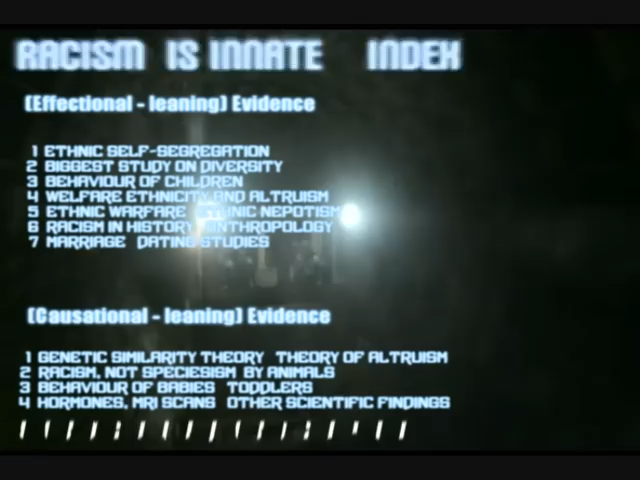 RACISM IS INNATE INDEX
(Effectional - leaning) Evidence
1 ETHNIC SELF-SEGREGATION
2 BIGGEST STUDY ON DIVERSITY
3 BEHAVIOUR OF CHILDREN
4 WELFARE ETHNICITY AND ALTRUISM
5 ETHNIC WARFARE ETHNIC NEPOTISM
6 RACISM IN HISTORY ANTHROPOLOGY
7 MARRIAGE DATING STUDIES
(Causational - leaning) Evidence
1 GENETIC SIMILARITY THEORY THEORY OF ALTRUISM
2 RACISM, NOT SPECIESISM BY ANIMALS
3 BEHAVIOUR OF BABIES TODDLERS
4 HORMONES, MRI SCANS OTHER SCIENTIFIC FINDINGS